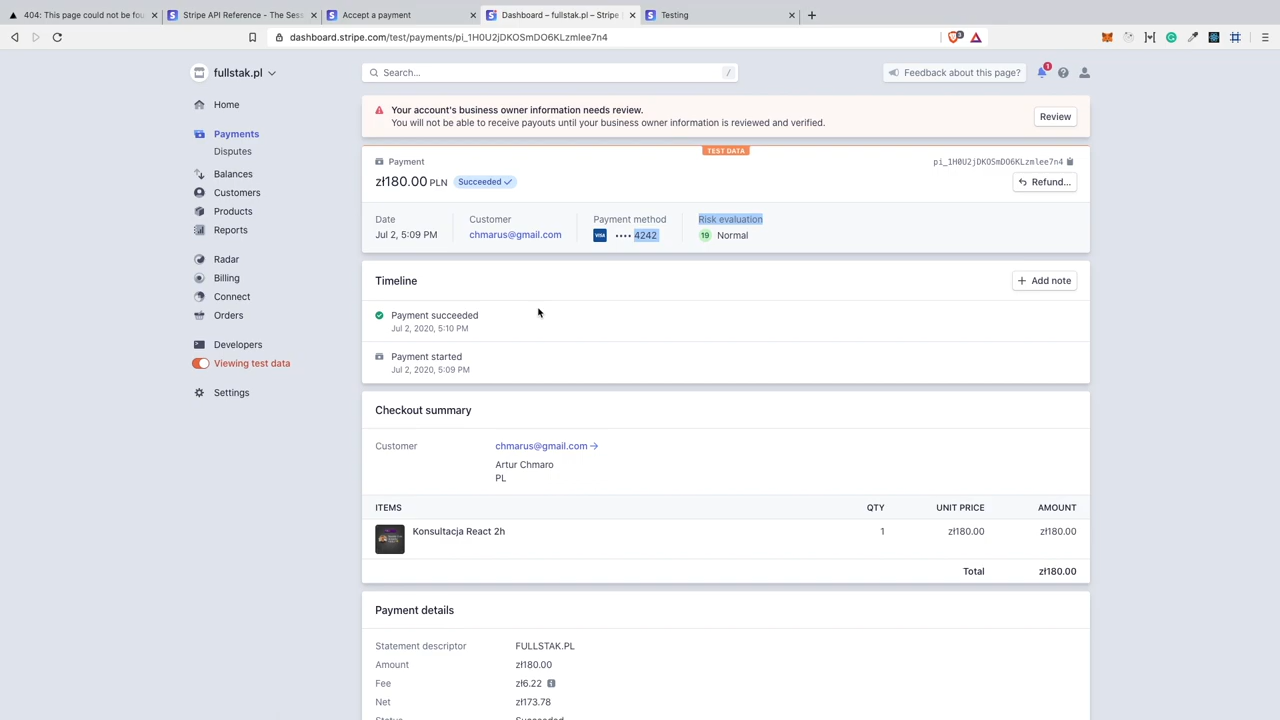 404: This page could not be fou
Stripe API Reference - The Sess
Accept a payment
Dashboard – fullstak.pl – Stripe
Testing
dashboard.stripe.com/test/payments/pi_1H0U2jDKOSmDO6KLzmlee7n4
fullstak.pl
Search...
/
Feedback about this page?
1
Home
Payments
Disputes
Balances
Customers
Products
Reports
Radar
Billing
Connect
Orders
Developers
Viewing test data
Settings
Your account's business owner information needs review.
You will not be able to receive payouts until your business owner information is reviewed and verified.
Review
TEST DATA
Payment
pi_1H0U2jDKOSmDO6KLzmlee7n4
zł180.00 PLN
Succeeded
Refund...
Date
Customer
Payment method
Risk evaluation
Jul 2, 5:09 PM
chmarus@gmail.com
VISA •••• 4242
19 Normal
Timeline
Add note
Payment succeeded
Jul 2, 2020, 5:10 PM
Payment started
Jul 2, 2020, 5:09 PM
Checkout summary
Customer
chmarus@gmail.com
Artur Chmaro
PL
ITEMS QTY UNIT PRICE AMOUNT
Konsultacja React 2h 1 zł180.00 zł180.00
Total zł180.00
Payment details
Statement descriptor FULLSTAK.PL
Amount zł180.00
Fee zł6.22
Net zł173.78
Status Succeeded